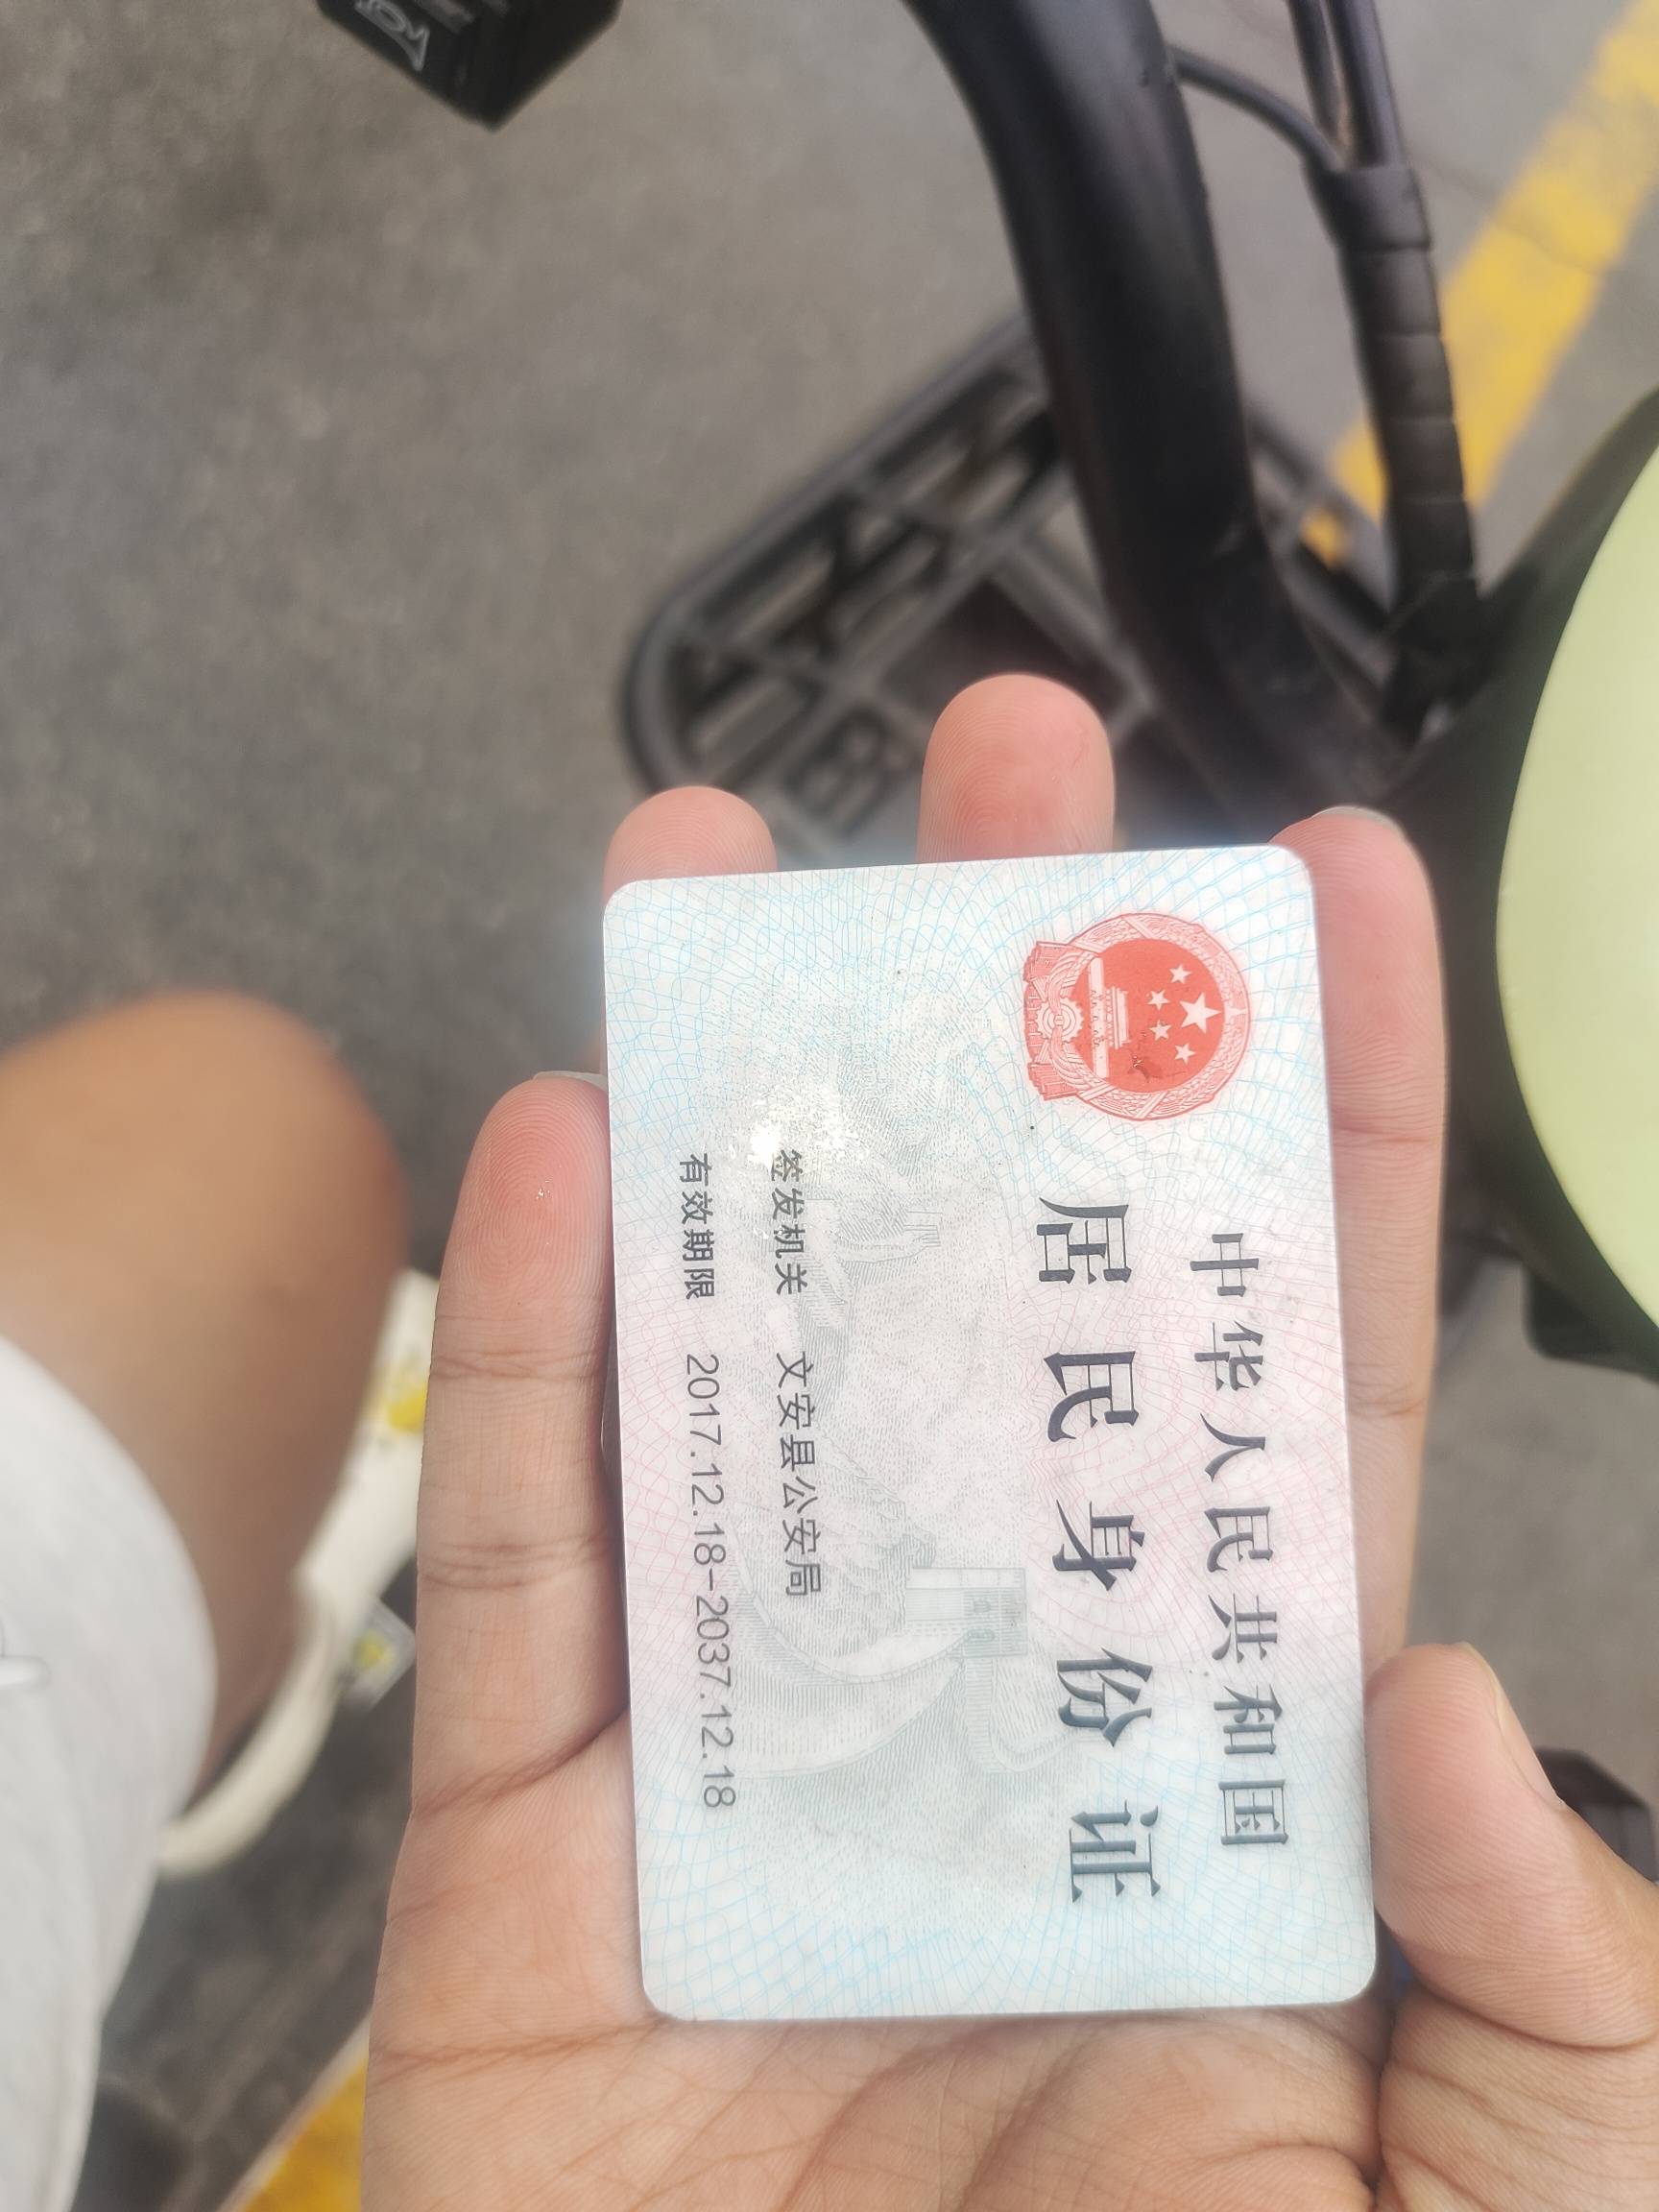 中华人民共和国
居民身份证
签发机关 文安县公安局
有效期限 2017.12.18-2037.12.18